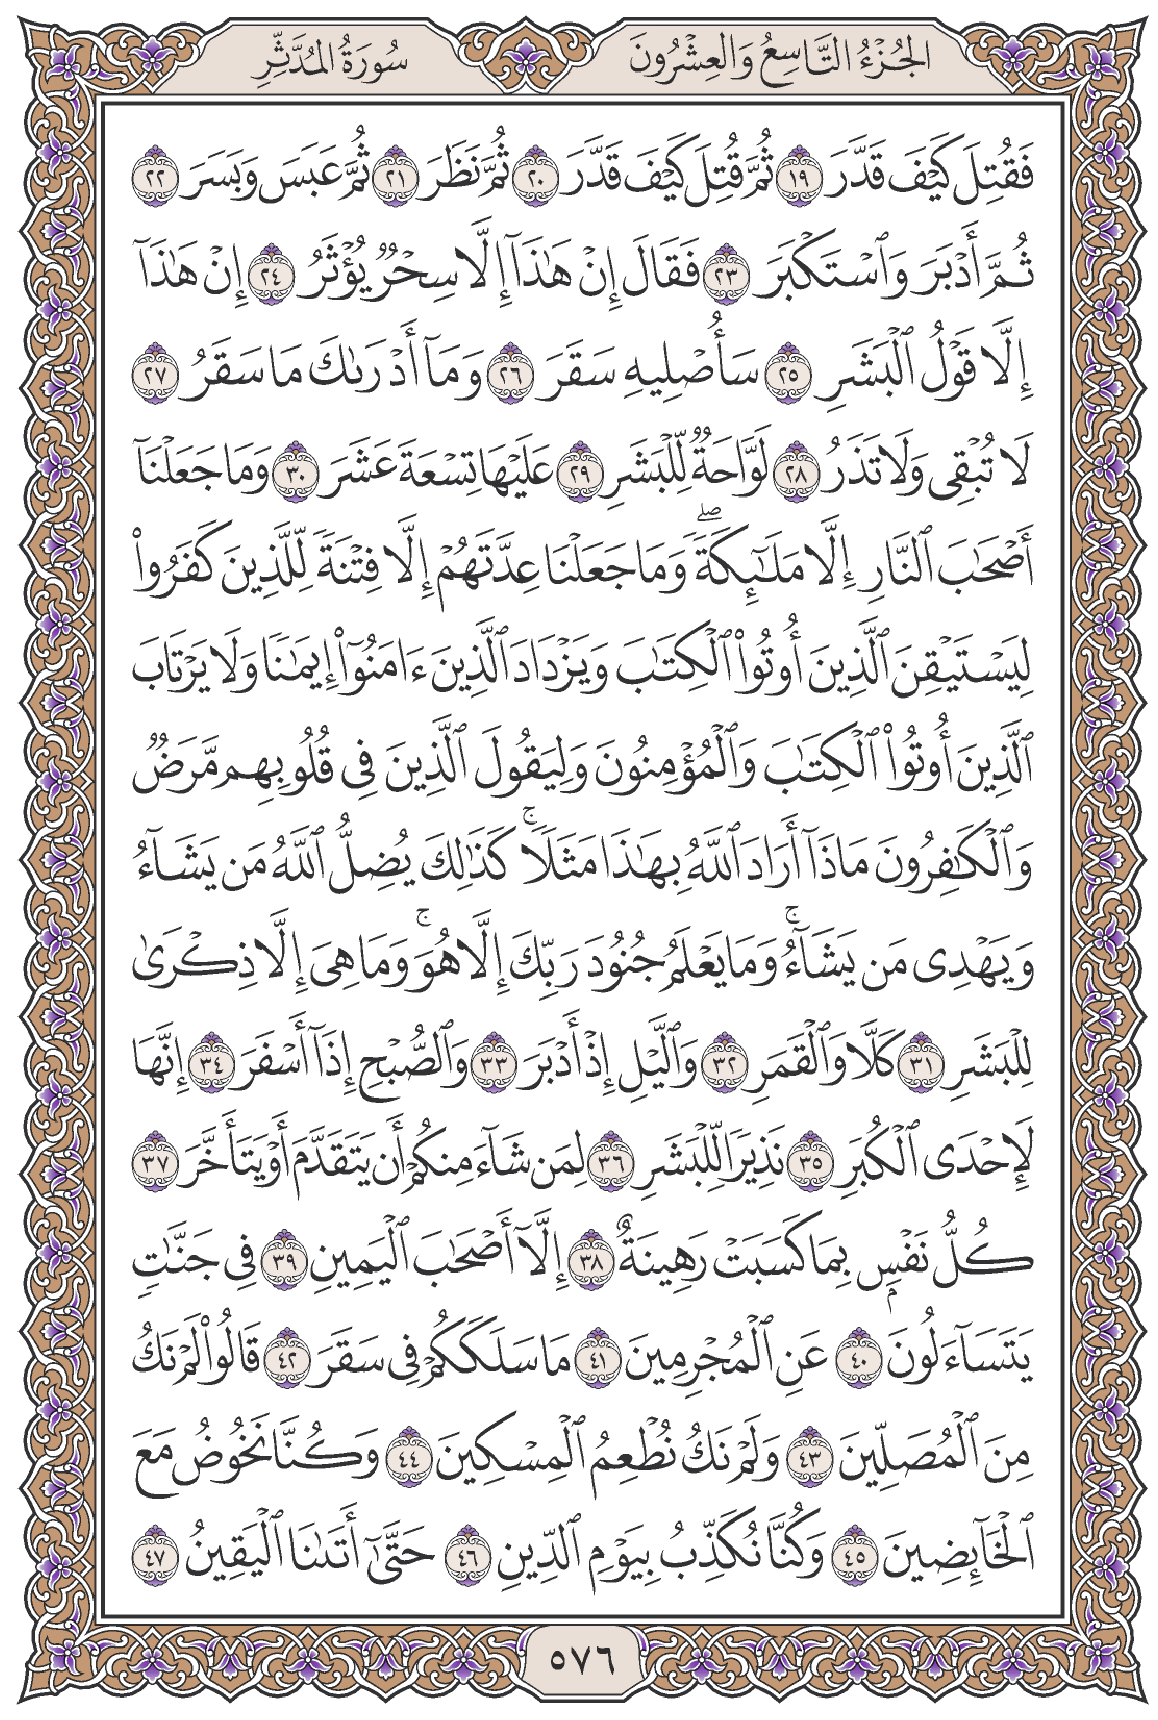 الجُزْءُ التَّاسِعُ وَالعِشْرُونَ
سُورَةُ المُدَّثِّرِ
فَقُتِلَ كَيْفَ قَدَّرَ ١٩ ثُمَّ قُتِلَ كَيْفَ قَدَّرَ ٢٠ ثُمَّ نَظَرَ ٢١ ثُمَّ عَبَسَ وَبَسَرَ ٢٢
ثُمَّ أَدْبَرَ وَٱسْتَكْبَرَ ٢٣ فَقَالَ إِنْ هَٰذَآ إِلَّا سِحْرٌ يُؤْثَرُ ٢٤ إِنْ هَٰذَآ
إِلَّا قَوْلُ ٱلْبَشَرِ ٢٥ سَأُصْلِيهِ سَقَرَ ٢٦ وَمَآ أَدْرَىٰكَ مَا سَقَرُ ٢٧
لَا تُبْقِى وَلَا تَذَرُ ٢٨ لَوَّاحَةٌ لِّلْبَشَرِ ٢٩ عَلَيْهَا تِسْعَةَ عَشَرَ ٣٠ وَمَا جَعَلْنَآ
أَصْحَٰبَ ٱلنَّارِ إِلَّا مَلَٰٓئِكَةً ۖ وَمَا جَعَلْنَا عِدَّتَهُمْ إِلَّا فِتْنَةً لِّلَّذِينَ كَفَرُوا۟
لِيَسْتَيْقِنَ ٱلَّذِينَ أُوتُوا۟ ٱلْكِتَٰبَ وَيَزْدَادَ ٱلَّذِينَ ءَامَنُوٓا۟ إِيمَٰنًا وَلَا يَرْتَابَ
ٱلَّذِينَ أُوتُوا۟ ٱلْكِتَٰبَ وَٱلْمُؤْمِنُونَ وَلِيَقُولَ ٱلَّذِينَ فِى قُلُوبِهِم مَّرَضٌ
وَٱلْكَٰفِرُونَ مَاذَآ أَرَادَ ٱللَّهُ بِهَٰذَا مَثَلًا ۚ كَذَٰلِكَ يُضِلُّ ٱللَّهُ مَن يَشَآءُ
وَيَهْدِى مَن يَشَآءُ ۚ وَمَا يَعْلَمُ جُنُودَ رَبِّكَ إِلَّا هُوَ ۚ وَمَا هِىَ إِلَّا ذِكْرَىٰ
لِلْبَشَرِ ٣١ كَلَّا وَٱلْقَمَرِ ٣٢ وَٱلَّيْلِ إِذْ أَدْبَرَ ٣٣ وَٱلصُّبْحِ إِذَآ أَسْفَرَ ٣٤ إِنَّهَا
لَإِحْدَى ٱلْكُبَرِ ٣٥ نَذِيرًا لِّلْبَشَرِ ٣٦ لِمَن شَآءَ مِنكُمْ أَن يَتَقَدَّمَ أَوْ يَتَأَخَّرَ ٣٧
كُلُّ نَفْسٍۭ بِمَا كَسَبَتْ رَهِينَةٌ ٣٨ إِلَّآ أَصْحَٰبَ ٱلْيَمِينِ ٣٩ فِى جَنَّٰتٍ
يَتَسَآءَلُونَ ٤٠ عَنِ ٱلْمُجْرِمِينَ ٤١ مَا سَلَكَكُمْ فِى سَقَرَ ٤٢ قَالُوا۟ لَمْ نَكُ
مِنَ ٱلْمُصَلِّينَ ٤٣ وَلَمْ نَكُ نُطْعِمُ ٱلْمِسْكِينَ ٤٤ وَكُنَّا نَخُوضُ مَعَ
ٱلْخَآئِضِينَ ٤٥ وَكُنَّا نُكَذِّبُ بِيَوْمِ ٱلدِّينِ ٤٦ حَتَّىٰٓ أَتَىٰنَا ٱلْيَقِينُ ٤٧
٥٧٦